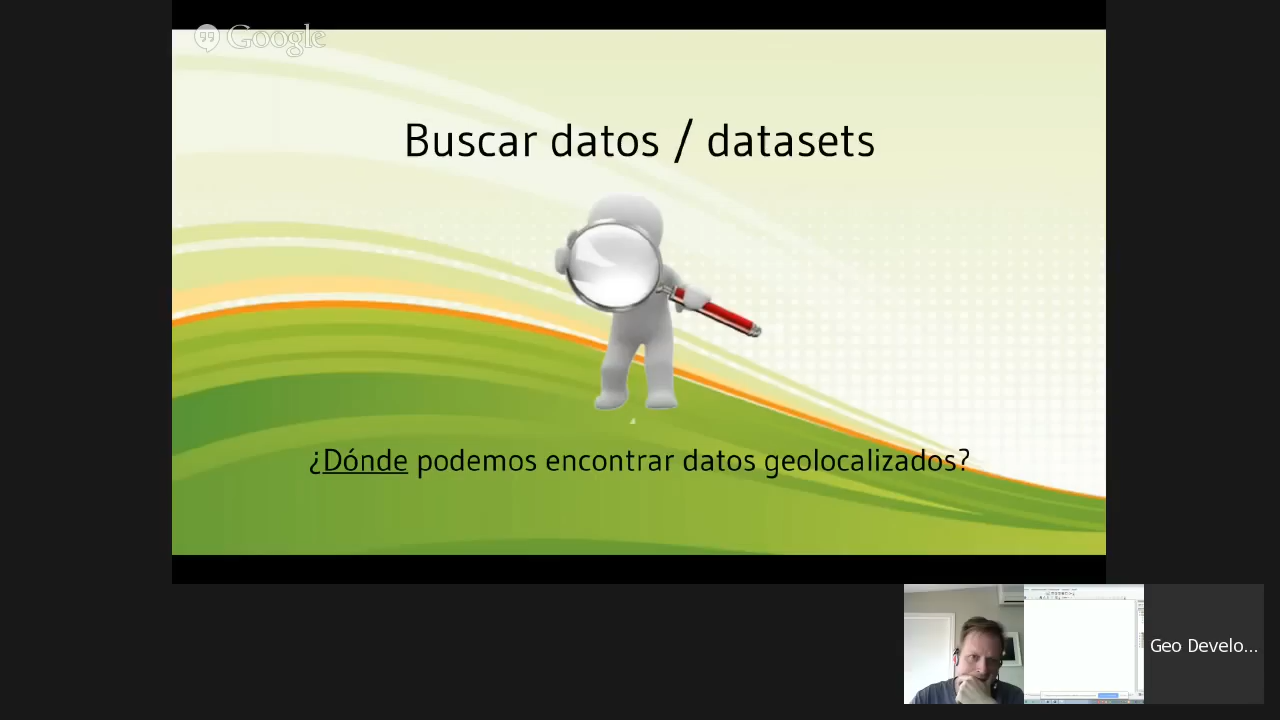 Google
Buscar datos / datasets
¿Dónde podemos encontrar datos geolocalizados?
Geo Develo...